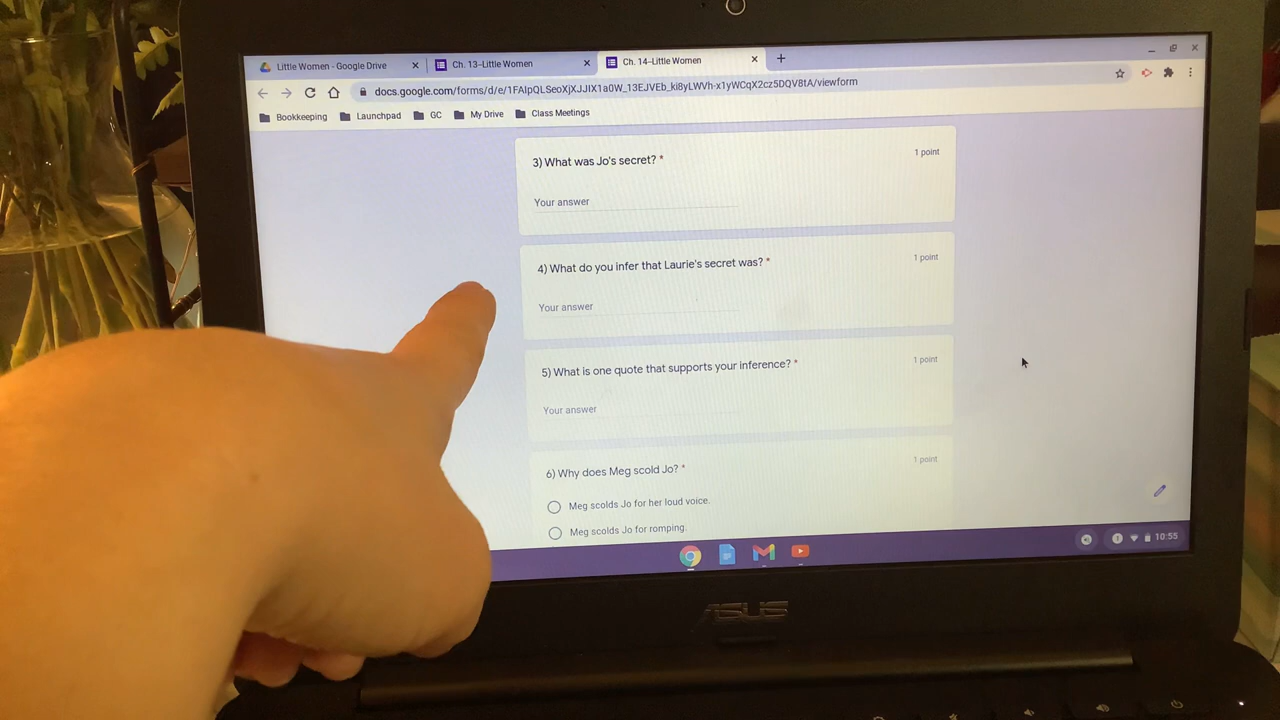 Little Women - Google Drive
Ch. 13–Little Women
Ch. 14–Little Women
docs.google.com/forms/d/e/1FAIpQLSeoXjXJJIX1a0W_13EJVEb_ki8yLWVh-x1yWCqX2cz5DQV8tA/viewform
Bookkeeping
Launchpad
GC
My Drive
Class Meetings
3) What was Jo's secret? *
1 point
Your answer
4) What do you infer that Laurie's secret was? *
1 point
Your answer
5) What is one quote that supports your inference? *
1 point
Your answer
6) Why does Meg scold Jo? *
1 point
Meg scolds Jo for her loud voice.
Meg scolds Jo for romping.
10:55
ASUS